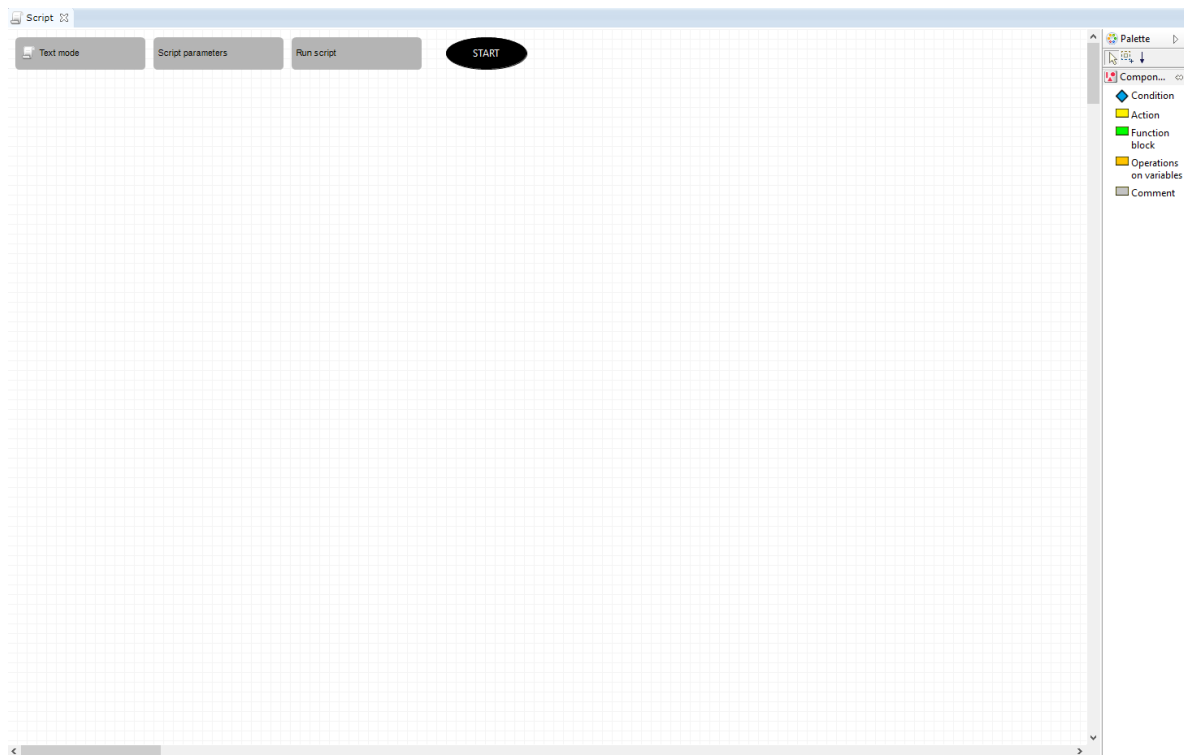 Script
Text mode
Script parameters
Run script
START
Palette
Compon...
Condition
Action
Function
block
Operations
on variables
Comment